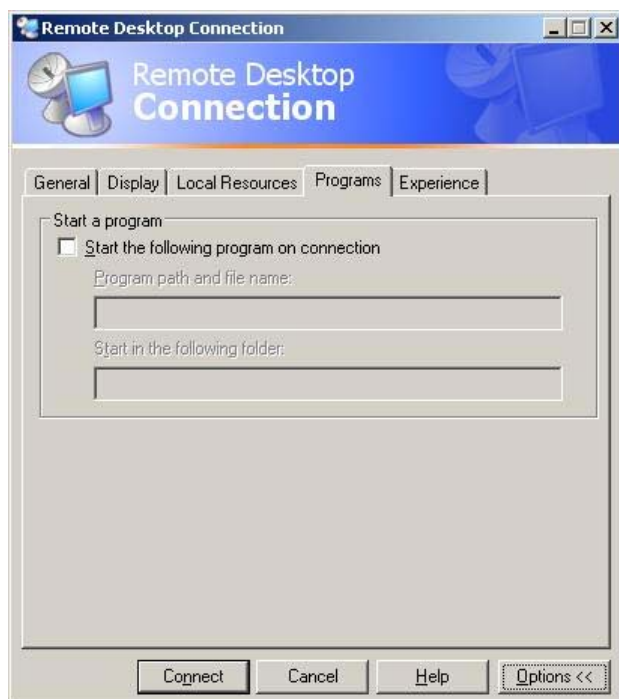 Remote Desktop Connection
Remote Desktop
Connection
General Display Local Resources Programs Experience
Start a program
Start the following program on connection
Program path and file name:
Start in the following folder:
Connect Cancel Help Options <<